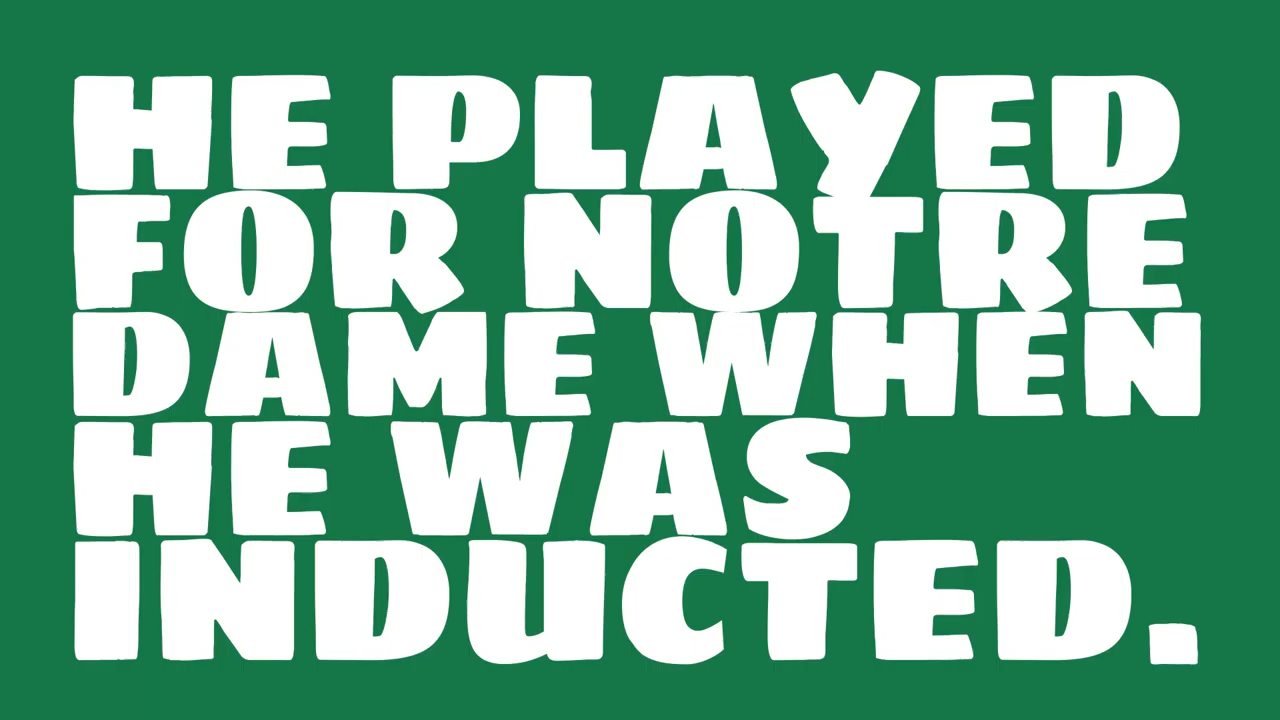 HE PLAYED
FOR NOTRE
DAME WHEN
HE WAS
INDUCTED.